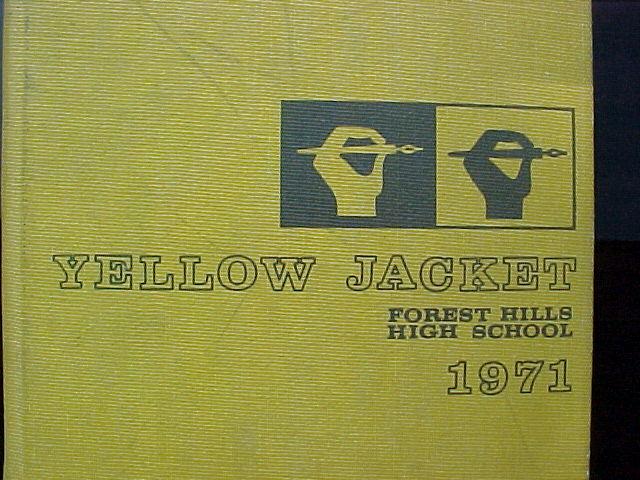 YELLOW JACKET
FOREST HILLS
HIGH SCHOOL
1971